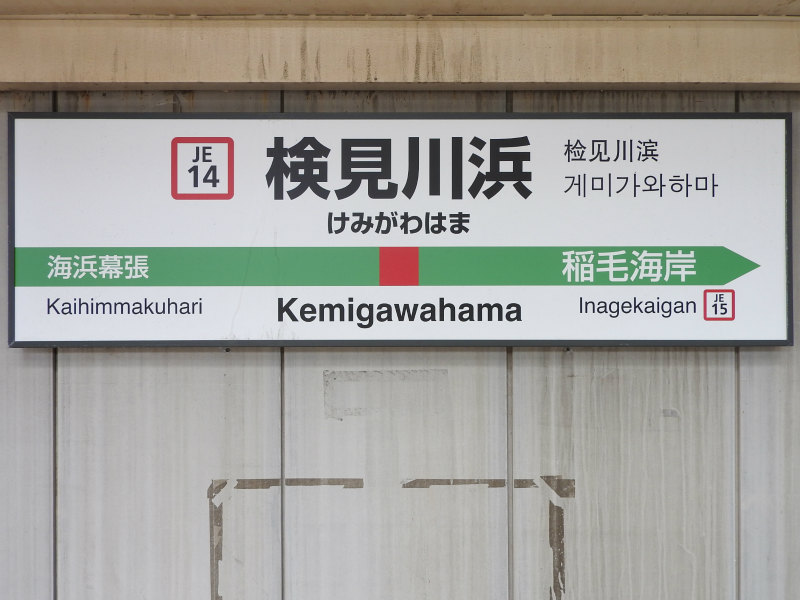 JE
14
検見川浜
检见川滨
게미가와하마
けみがわはま
海浜幕張
稲毛海岸
Kaihimmakuhari
Kemigawahama
Inagekaigan
JE
15